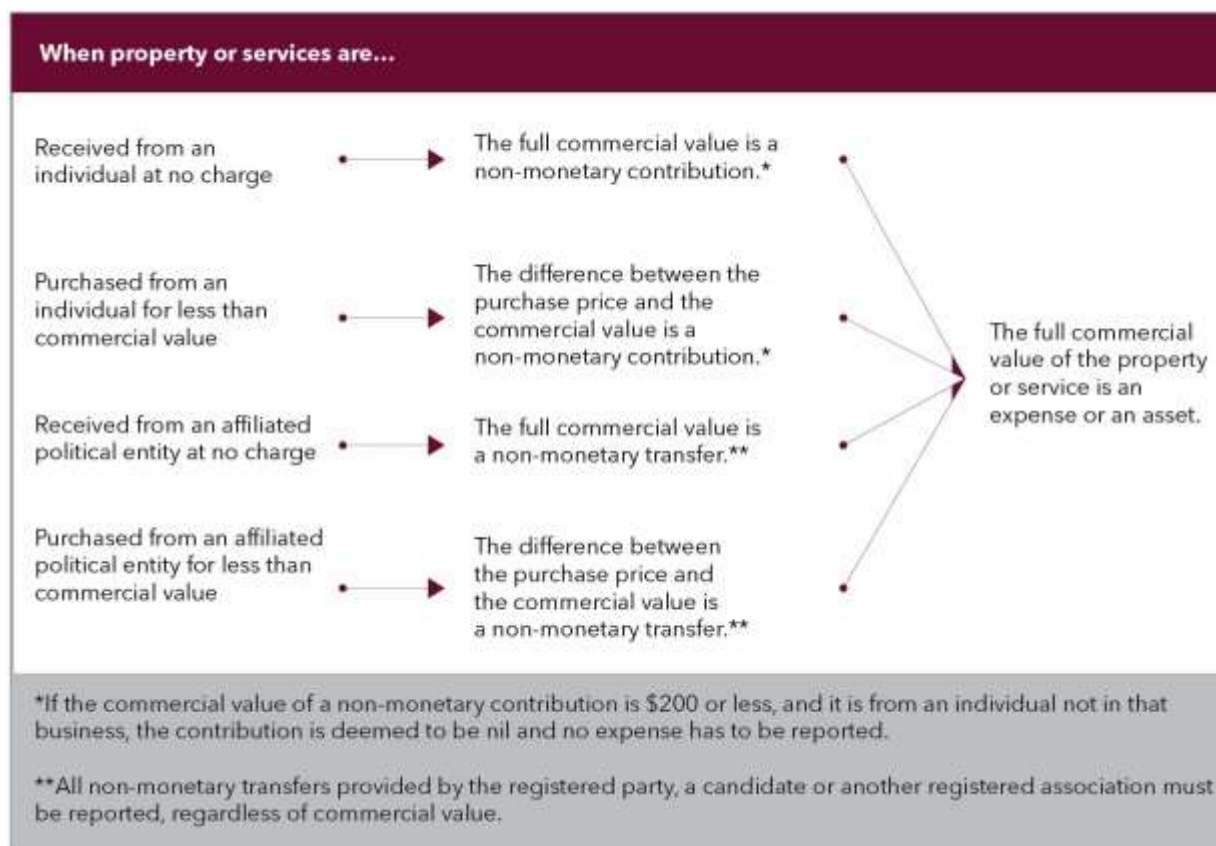 When property or services are...
Received from an
individual at no charge
The full commercial value is a
non-monetary contribution.*
Purchased from an
individual for less than
commercial value
The difference between the
purchase price and the
commercial value is a
non-monetary contribution.*
Received from an affiliated
political entity at no charge
The full commercial value is
a non-monetary transfer.**
Purchased from an affiliated
political entity for less than
commercial value
The difference between
the purchase price and
the commercial value is
a non-monetary transfer.**
The full commercial
value of the property
or service is an
expense or an asset.
*If the commercial value of a non-monetary contribution is $200 or less, and it is from an individual not in that
business, the contribution is deemed to be nil and no expense has to be reported.
**All non-monetary transfers provided by the registered party, a candidate or another registered association must
be reported, regardless of commercial value.